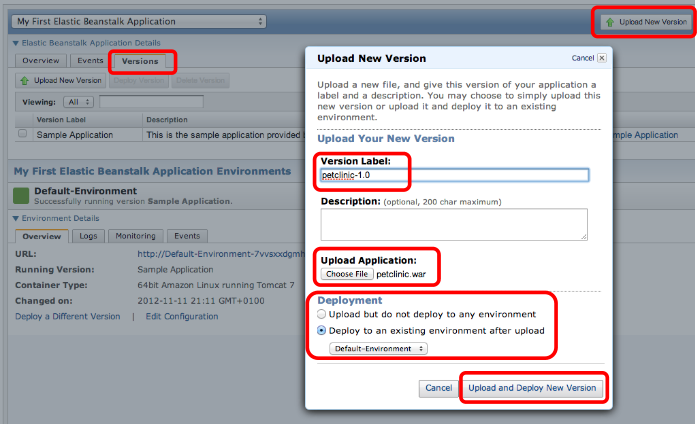 My First Elastic Beanstalk Application
Upload New Version
Elastic Beanstalk Application Details
Overview Events Versions
Upload New Version Deploy Version Delete Version
Viewing: All
Version Label Description
Sample Application This is the sample application provided
mple Application
My First Elastic Beanstalk Application Environments
Default-Environment
Successfully running version Sample Application.
Environment Details
Overview Logs Monitoring Events
URL: http://Default-Environment-7vvsxxdgmh
Running Version: Sample Application
Container Type: 64bit Amazon Linux running Tomcat 7
Changed on: 2012-11-11 21:11 GMT+0100
Deploy a Different Version | Edit Configuration
Upload New Version Cancel
Upload a new file, and give this version of your application a
label and a description. You may choose to simply upload this
new version or upload it and deploy it to an existing
environment.
Upload Your New Version
Version Label:
petclinic-1.0
Description: (optional, 200 char maximum)
Upload Application:
Choose File petclinic.war
Deployment
Upload but do not deploy to any environment
Deploy to an existing environment after upload
Default-Environment
Cancel Upload and Deploy New Version